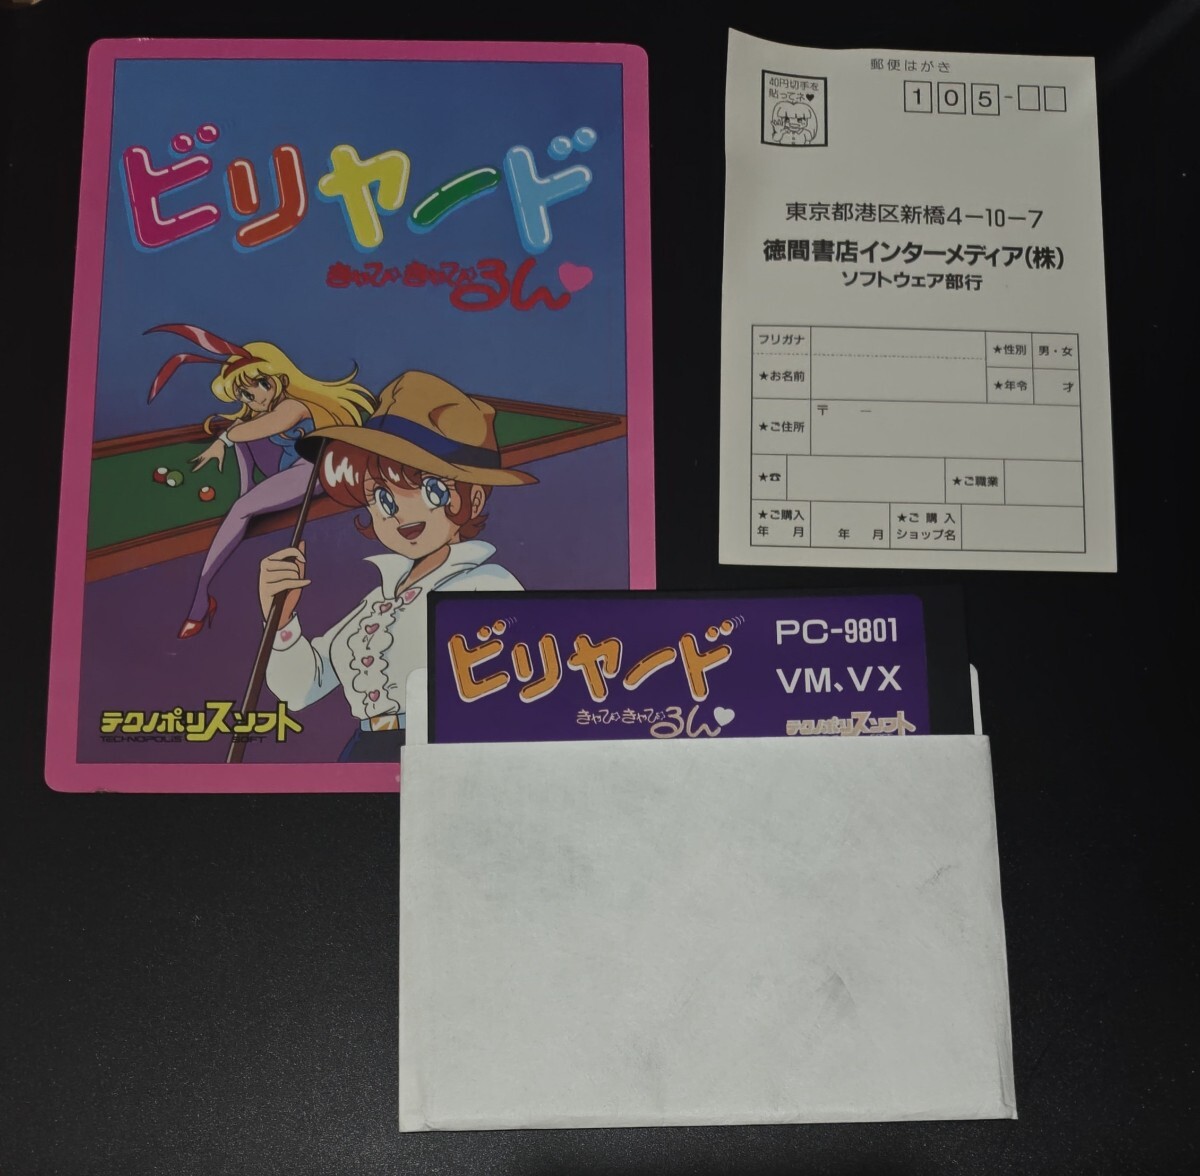 ビリヤード
きゃぴぃきゃぴぃるん
テクノポリスソフト
TECHNOPOLIS SOFT
郵便はがき
40円切手を
貼ってネ♥
105-
東京都港区新橋4-10-7
徳間書店インターメディア(株)
ソフトウェア部行
フリガナ
★お名前
★性別 男・女
★年令 才
★ご住所 〒 ―
★☎ ★ご職業
★ご購入
年 月
年 月
★ご購入
ショップ名
ビリヤード
きゃぴぃきゃぴぃるん
PC-9801
VM、VX
テクノポリスソフト